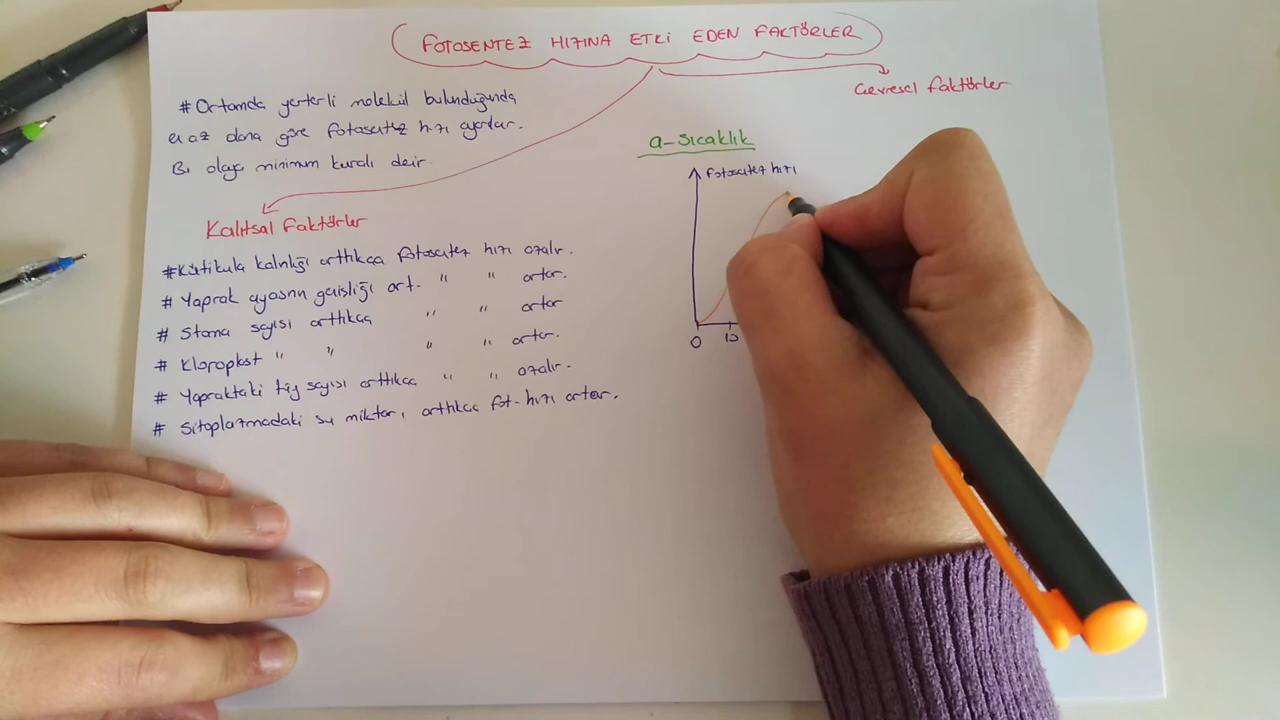 FOTOSENTEZ HIZINA ETKİ EDEN FAKTÖRLER
# Ortamda yeterli molekül bulunduğunda
en az olana göre fotosentez hızı ayarlar.
Bu olaya minimum kuralı denir.
Kalıtsal Faktörler
# Kütikula kalınlığı arttıkça fotosentez hızı azalır.
# Yaprak ayasının genişliği art. " " artar.
# Stoma sayısı arttıkça " " artar
# Kloroplast " " " " artar.
# Yapraktaki tüy sayısı arttıkça " " azalır.
# Sitoplazmadaki su miktarı arttıkça fot- hızı artar.
Çevresel Faktörler
a-Sıcaklık
Fotosentez hızı
0 10